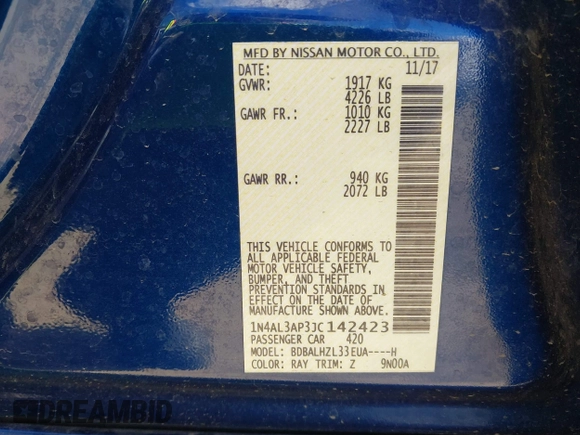 MFD BY NISSAN MOTOR CO., LTD.
DATE: 11/17
GVWR: 1917 KG
4226 LB
GAWR FR.: 1010 KG
2227 LB
GAWR RR.: 940 KG
2072 LB
THIS VEHICLE CONFORMS TO
ALL APPLICABLE FEDERAL
MOTOR VEHICLE SAFETY,
BUMPER, AND THEFT
PREVENTION STANDARDS IN
EFFECT ON THE DATE OF
MANUFACTURE SHOWN ABOVE.
1N4AL3AP3JC142423
PASSENGER CAR 420
MODEL: BDBALHZL33EUA----H
COLOR: RAY TRIM: Z 9N00A
DREAMBID